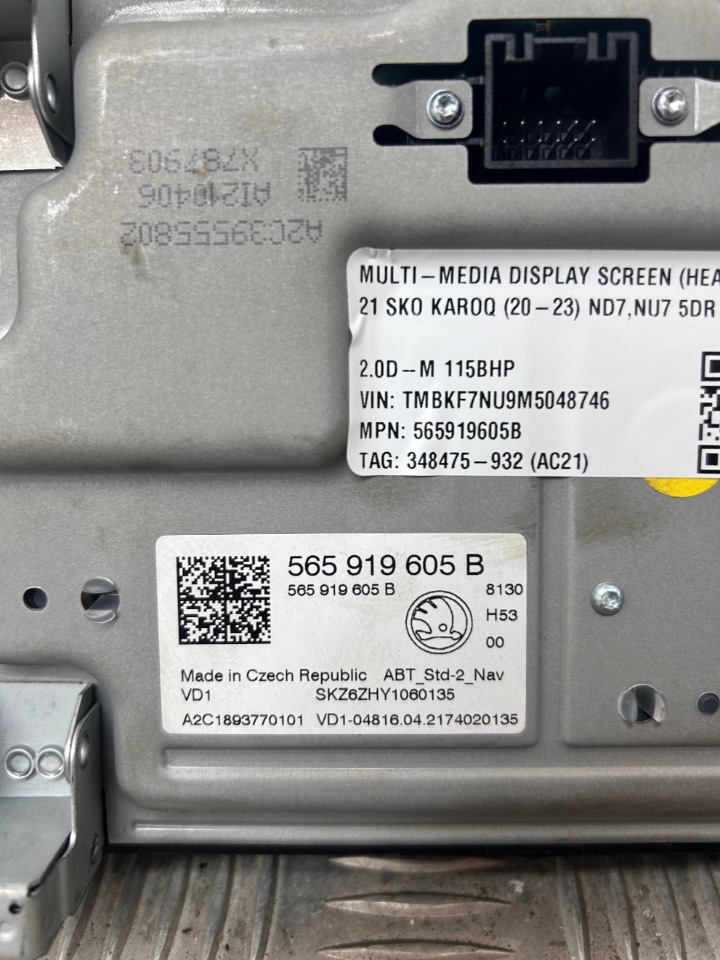 X787903
AI210406
A2C39555802
MULTI-MEDIA DISPLAY SCREEN (HEA
21 SKO KAROQ (20-23) ND7,NU7 5DR
2.0D-M 115BHP
VIN: TMBKF7NU9M5048746
MPN: 565919605B
TAG: 348475-932 (AC21)
565 919 605 B
565 919 605 B 8130
H53
00
Made in Czech Republic ABT_Std-2_Nav
VD1 SKZ6ZHY1060135
A2C1893770101 VD1-04816.04.2174020135